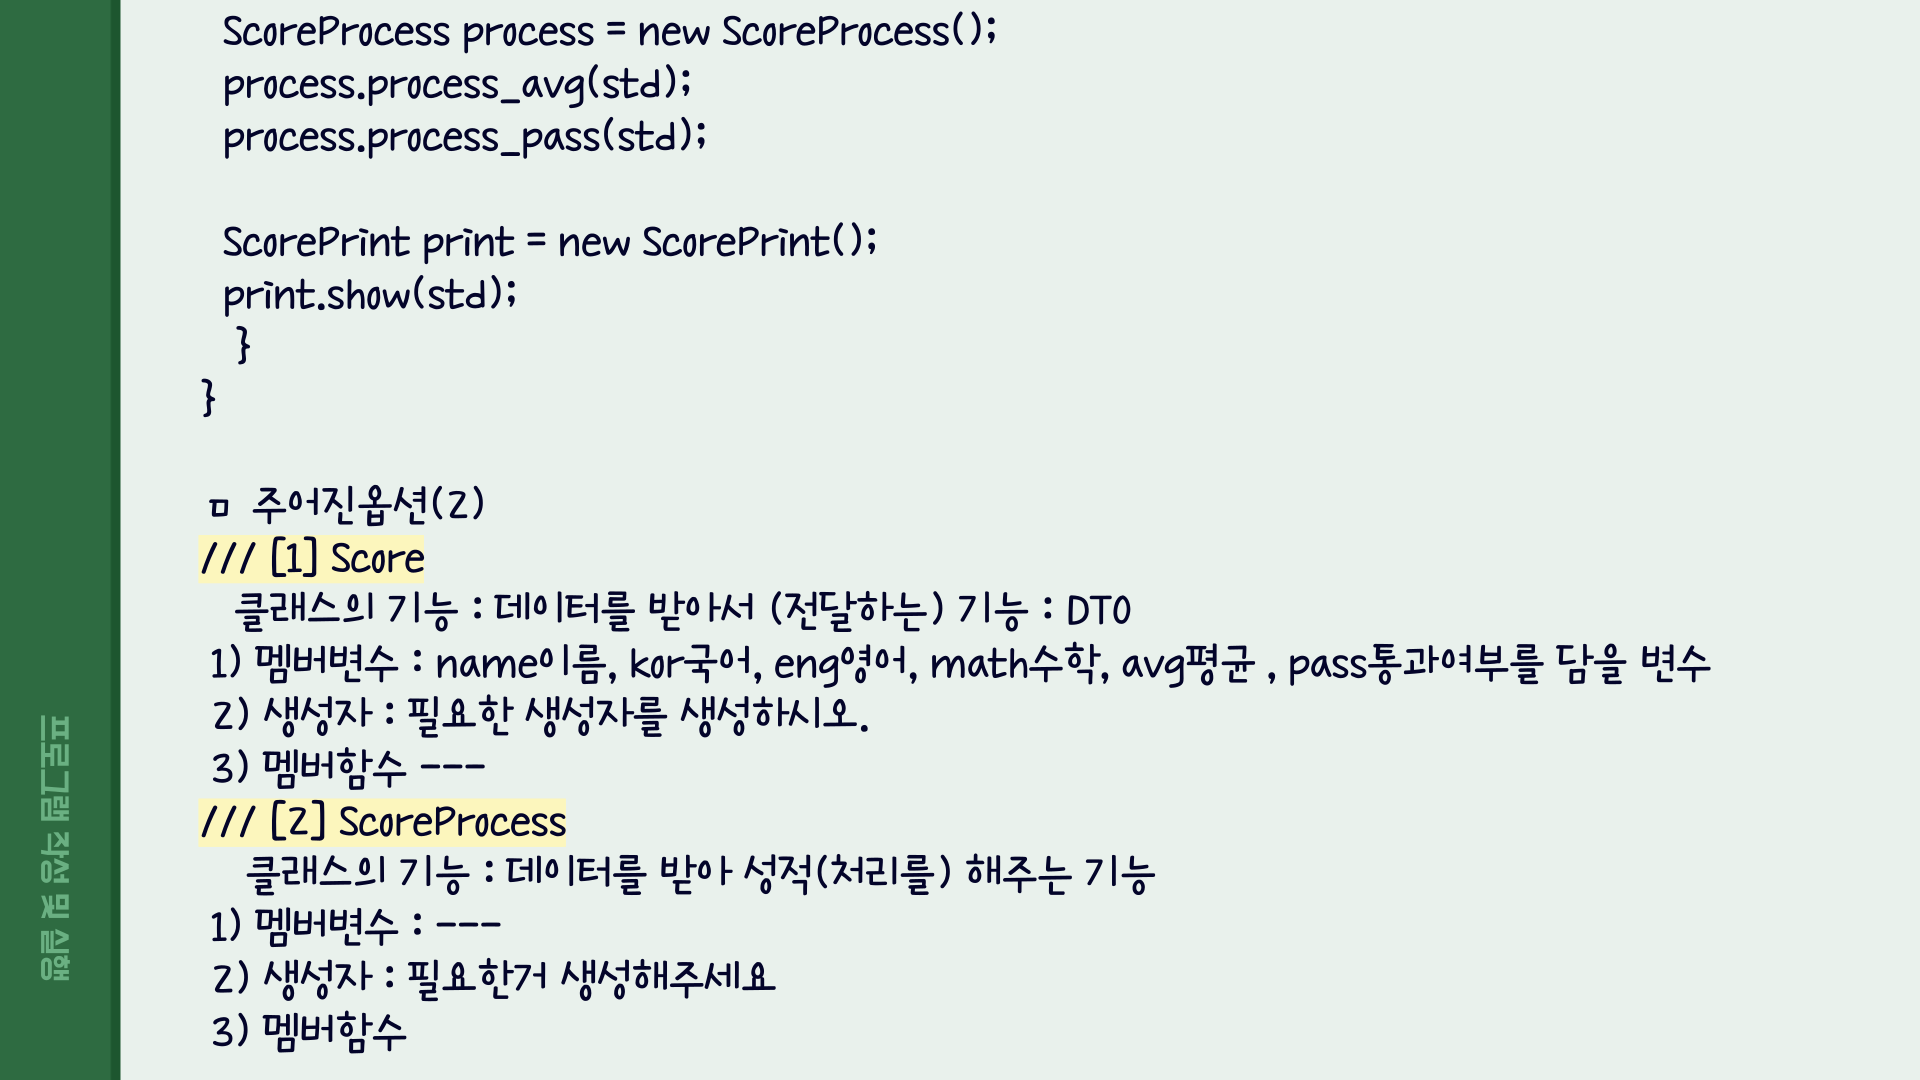 ScoreProcess process = new ScoreProcess();
process.process_avg(std);
process.process_pass(std);
ScorePrint print = new ScorePrint();
print.show(std);
}
}
ㅁ 주어진옵션(2)
/// [1] Score
클래스의 기능 : 데이터를 받아서 (전달하는) 기능 : DTO
1) 멤버변수 : name이름, kor국어, eng영어, math수학, avg평균 , pass통과여부를 담을 변수
2) 생성자 : 필요한 생성자를 생성하시오.
3) 멤버함수 ---
/// [2] ScoreProcess
클래스의 기능 : 데이터를 받아 성적(처리를) 해주는 기능
1) 멤버변수 : ---
2) 생성자 : 필요한거 생성해주세요
3) 멤버함수
프로그램 작성 및 실행